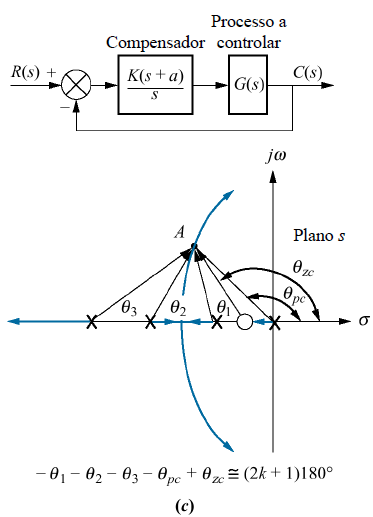 Processo a
Compensador controlar
R(s) + K(s + a) G(s) C(s)
s
−
jω
A
Plano s
θzc
θpc
θ3 θ2 θ1
σ
− θ1 − θ2 − θ3 − θpc + θzc ≅ (2k + 1)180°
(c)